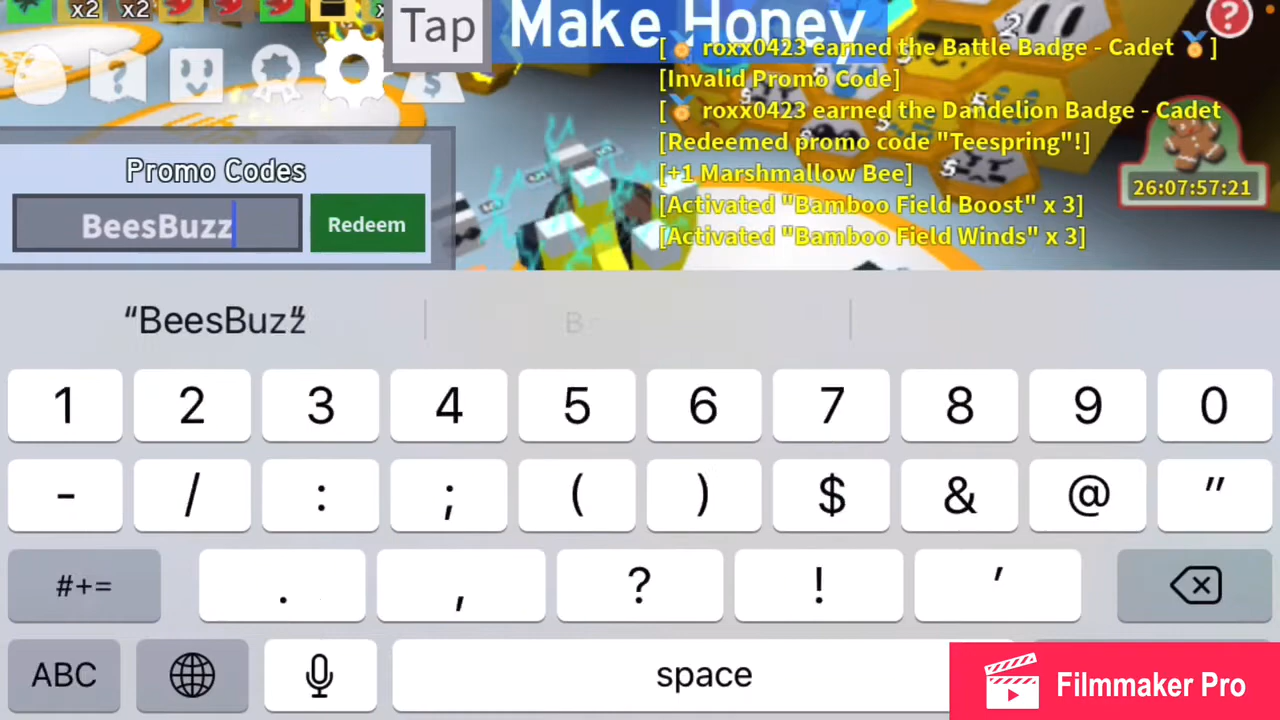 x2 x2
Tap Make Honey
[🏅 roxx0423 earned the Battle Badge - Cadet 🏅]
[Invalid Promo Code]
[🏅 roxx0423 earned the Dandelion Badge - Cadet
[Redeemed promo code "Teespring"!]
[+1 Marshmallow Bee]
[Activated "Bamboo Field Boost" x 3]
[Activated "Bamboo Field Winds" x 3]
26:07:57:21
Promo Codes
BeesBuzz Redeem
“BeesBuzz”
1 2 3 4 5 6 7 8 9 0
- / : ; ( ) $ & @ "
#+= . , ? ! ’
ABC space
Filmmaker Pro